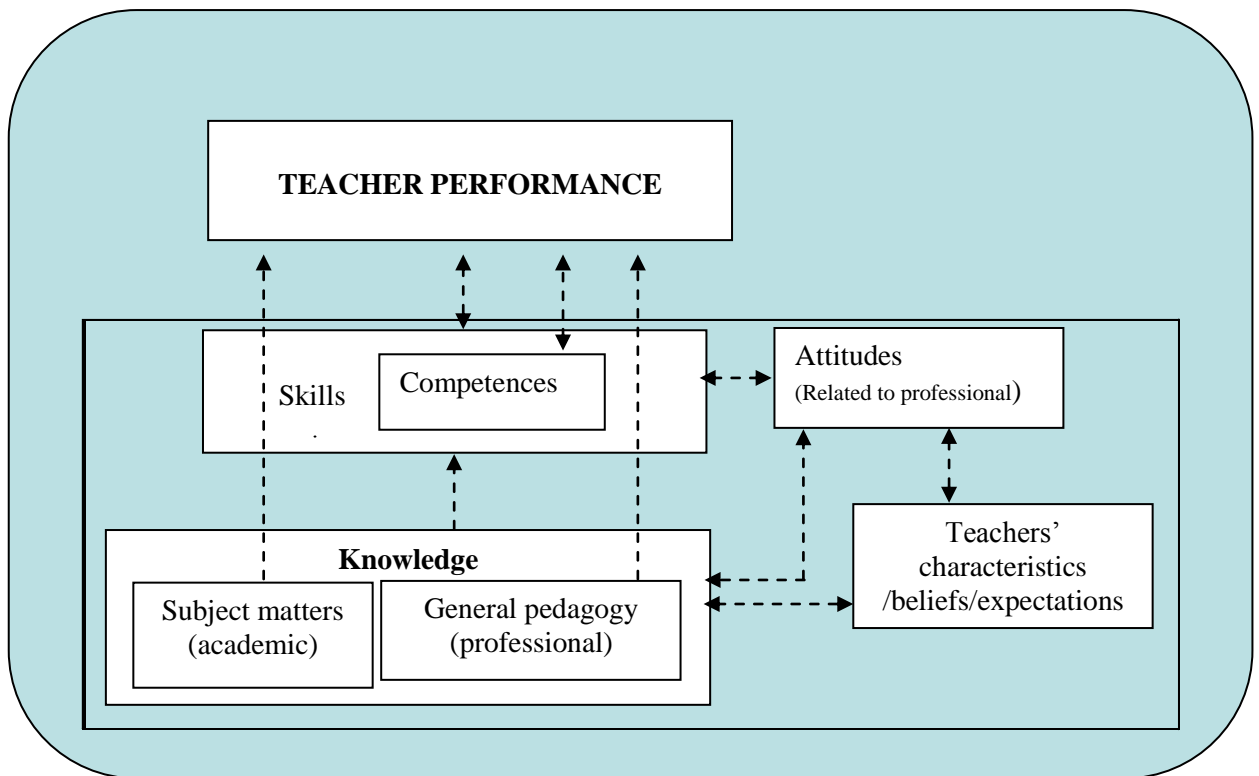 TEACHER PERFORMANCE
Skills
.
Competences
Attitudes
(Related to professional)
Knowledge
Subject matters
(academic)
General pedagogy
(professional)
Teachers’
characteristics
/beliefs/expectations